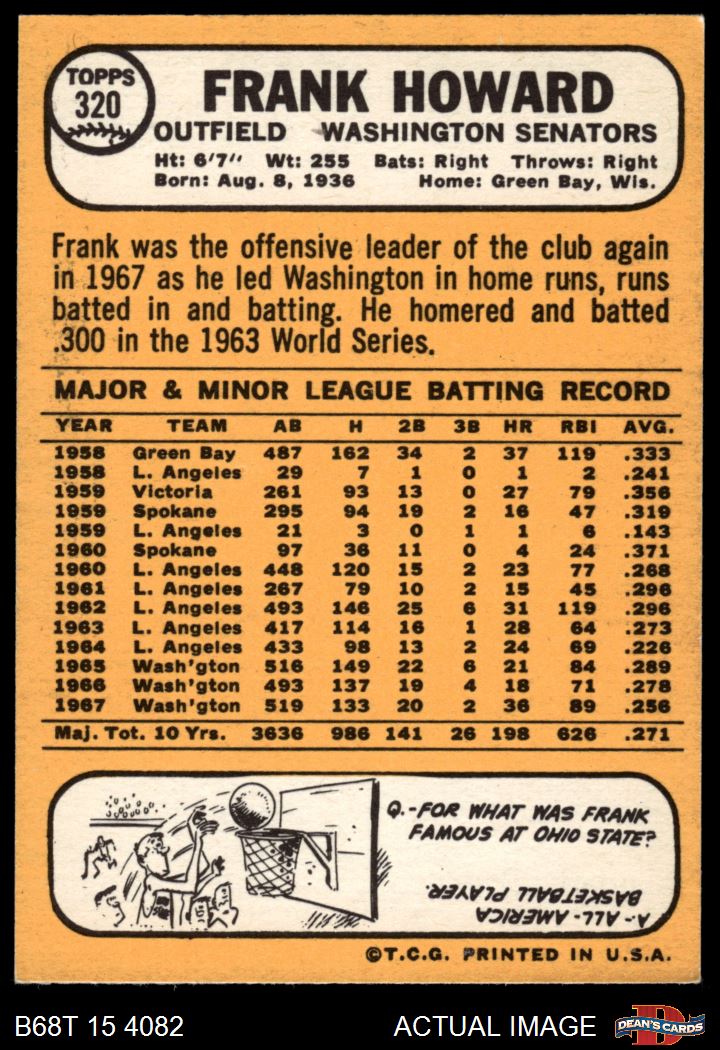 TOPPS
320
FRANK HOWARD
OUTFIELD WASHINGTON SENATORS
Ht: 6'7" Wt: 255 Bats: Right Throws: Right
Born: Aug. 8, 1936 Home: Green Bay, Wis.
Frank was the offensive leader of the club again
in 1967 as he led Washington in home runs, runs
batted in and batting. He homered and batted
.300 in the 1963 World Series.
MAJOR & MINOR LEAGUE BATTING RECORD
YEAR TEAM AB H 2B 3B HR RBI AVG.
1958 Green Bay 487 162 34 2 37 119 .333
1958 L. Angeles 29 7 1 0 1 2 .241
1959 Victoria 261 93 13 0 27 79 .356
1959 Spokane 295 94 19 2 16 47 .319
1959 L. Angeles 21 3 0 1 1 6 .143
1960 Spokane 97 36 11 0 4 24 .371
1960 L. Angeles 448 120 15 2 23 77 .268
1961 L. Angeles 267 79 10 2 15 45 .296
1962 L. Angeles 493 146 25 6 31 119 .296
1963 L. Angeles 417 114 16 1 28 64 .273
1964 L. Angeles 433 98 13 2 24 69 .226
1965 Wash'gton 516 149 22 6 21 84 .289
1966 Wash'gton 493 137 19 4 18 71 .278
1967 Wash'gton 519 133 20 2 36 89 .256
Maj. Tot. 10 Yrs. 3636 986 141 26 198 626 .271
Q.-FOR WHAT WAS FRANK
FAMOUS AT OHIO STATE?
A.-ALL-AMERICA
BASKETBALL PLAYER.
©T.C.G. PRINTED IN U.S.A.
B68T 15 4082
ACTUAL IMAGE
DEAN'S CARDS